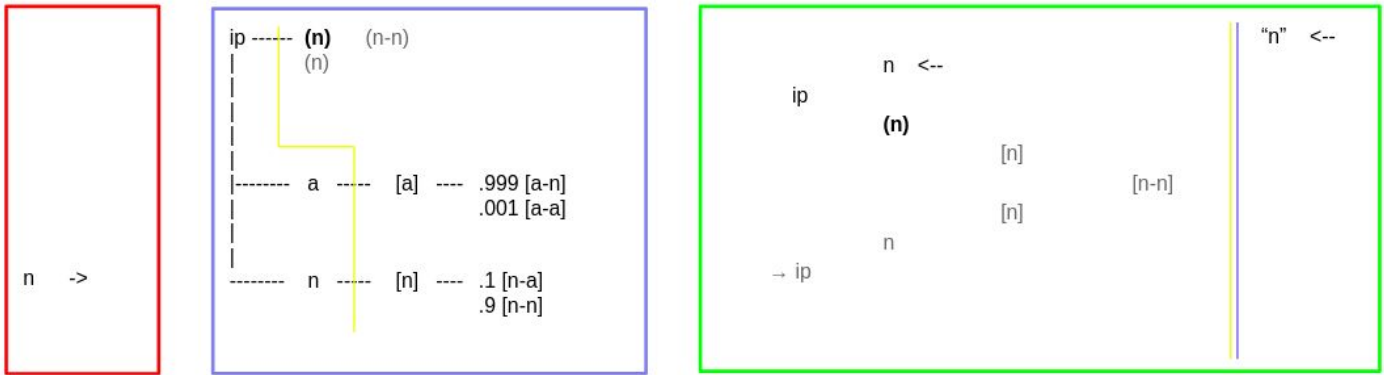 n ->
ip ------ (n) (n-n)
(n)
-------- a ----- [a] ---- .999 [a-n]
.001 [a-a]
-------- n ----- [n] ---- .1 [n-a]
.9 [n-n]
“n” <--
n <--
ip
(n)
[n]
[n-n]
[n]
n
→ ip